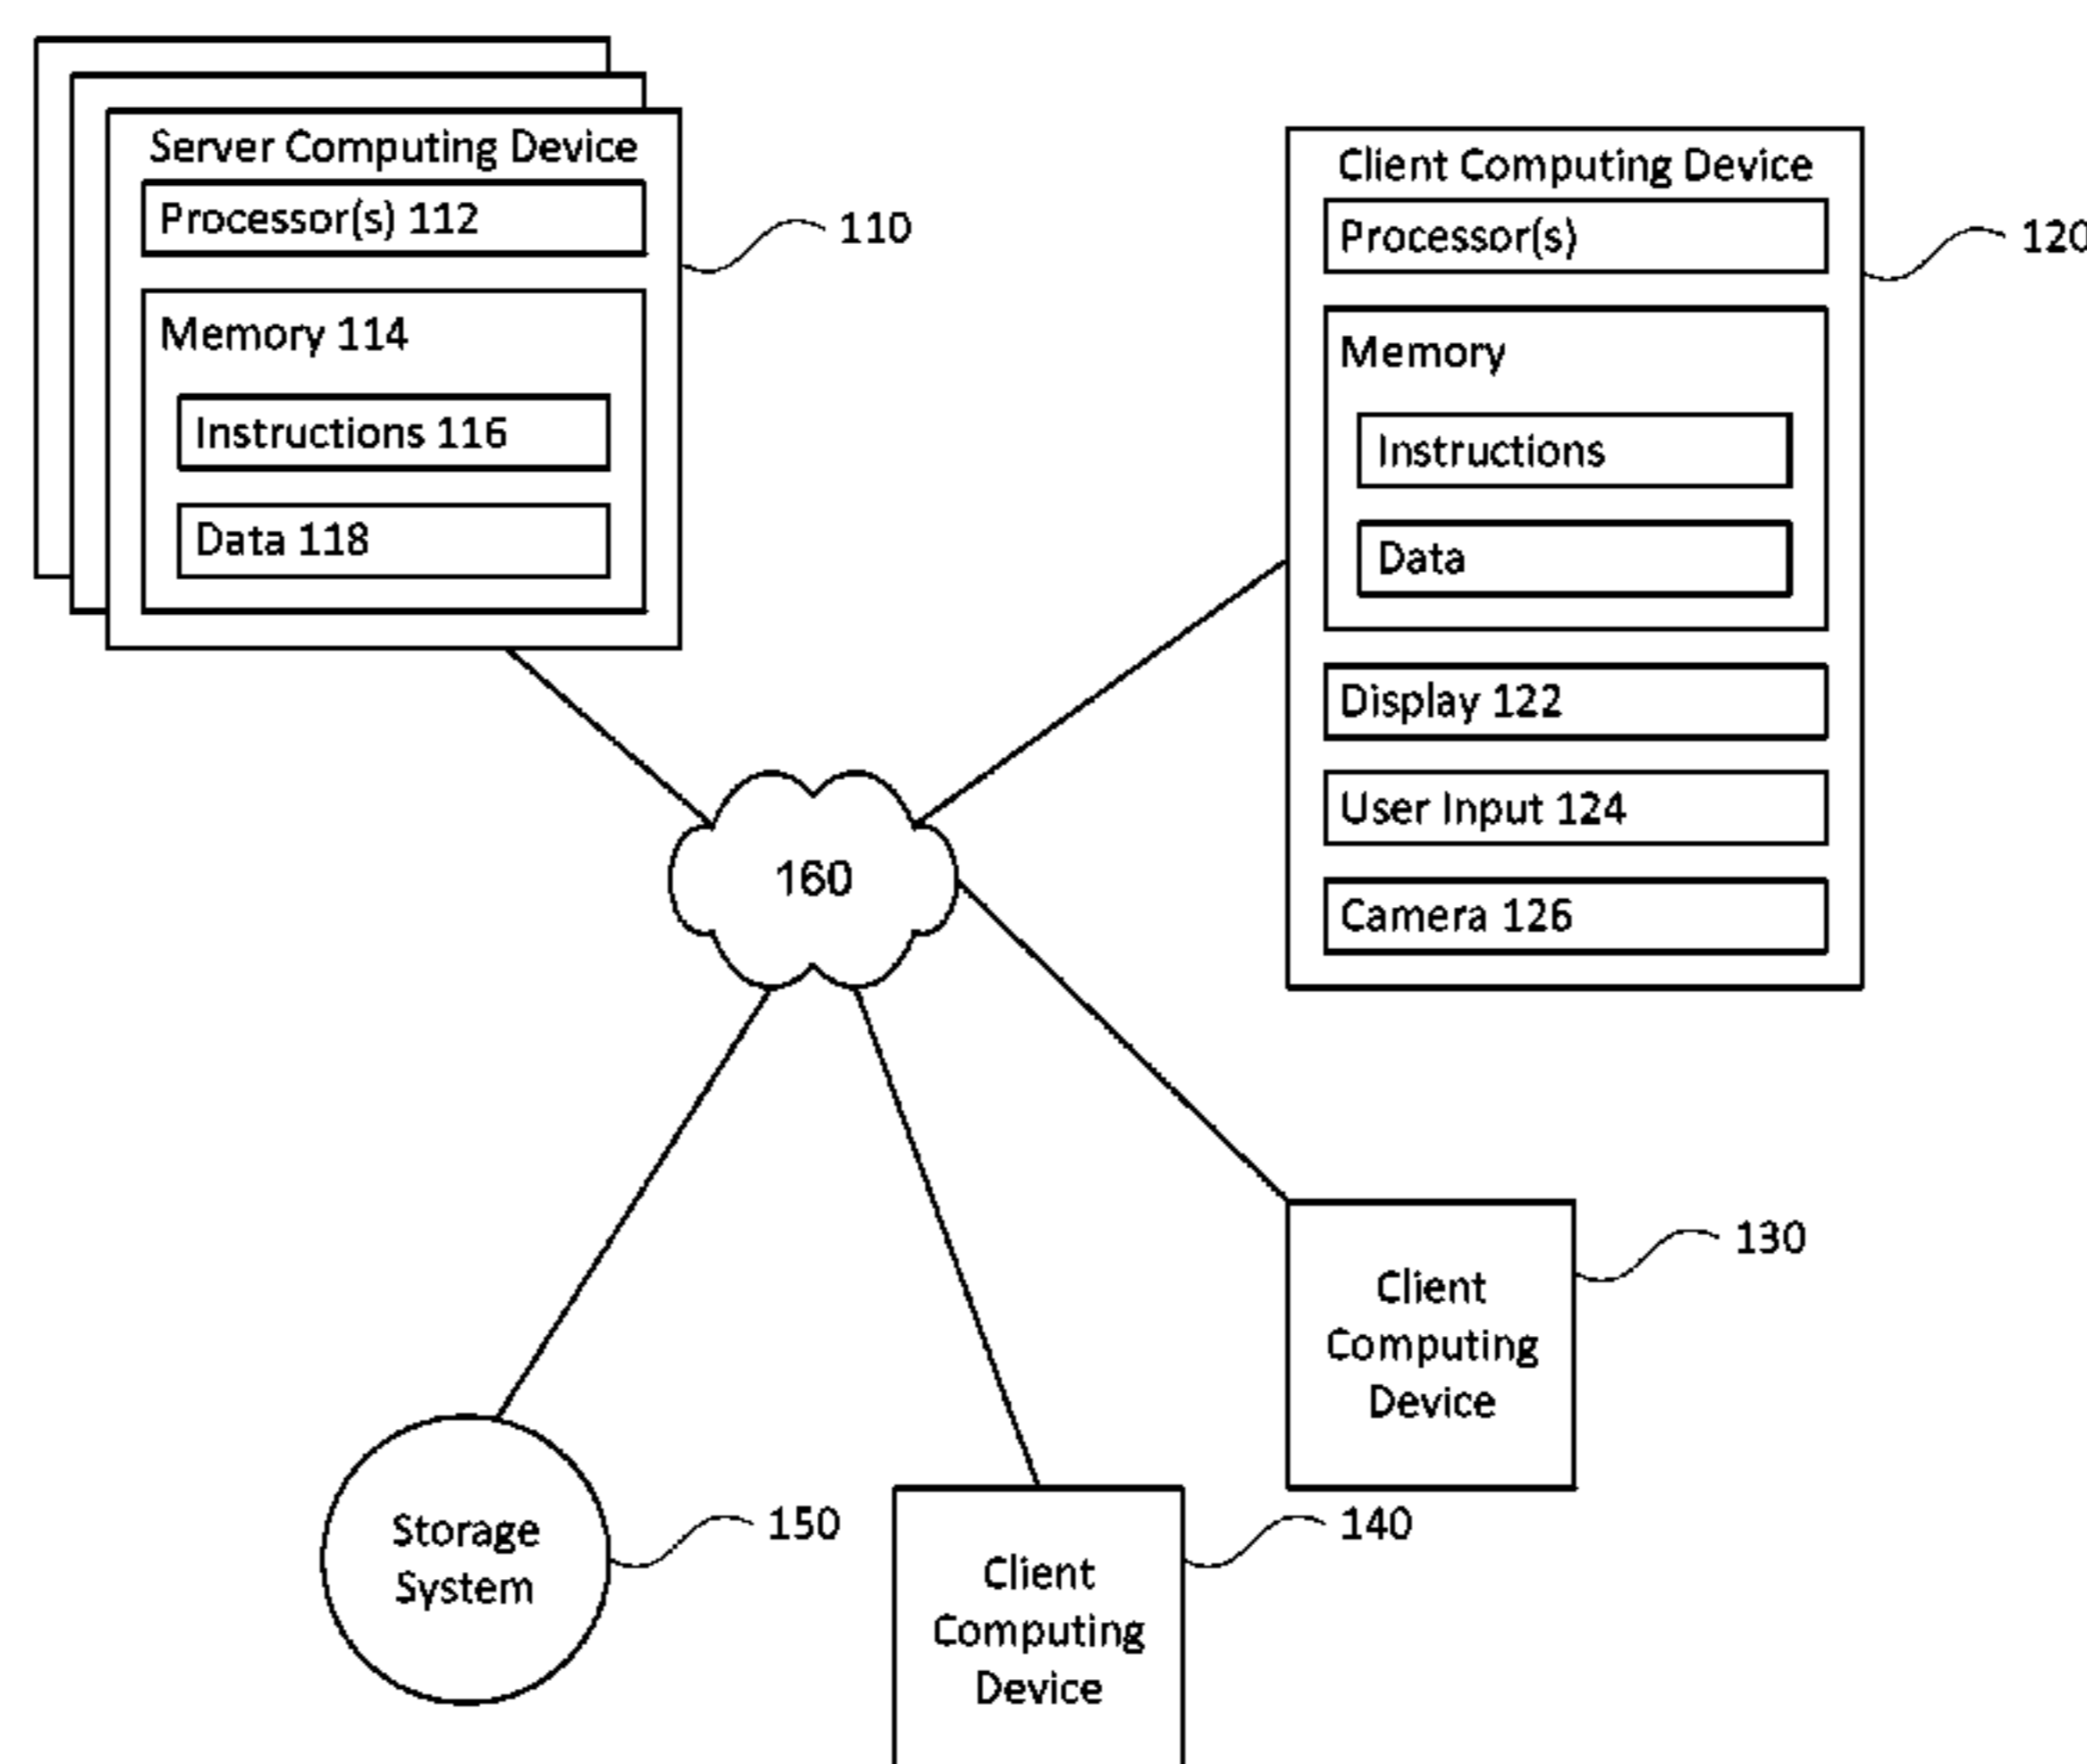 Server Computing Device
Processor(s) 112
Memory 114
Instructions 116
Data 118
110
Client Computing Device
Processor(s)
Memory
Instructions
Data
Display 122
User Input 124
Camera 126
120
160
Client
Computing
Device
130
Storage
System
150
Client
Computing
Device
140